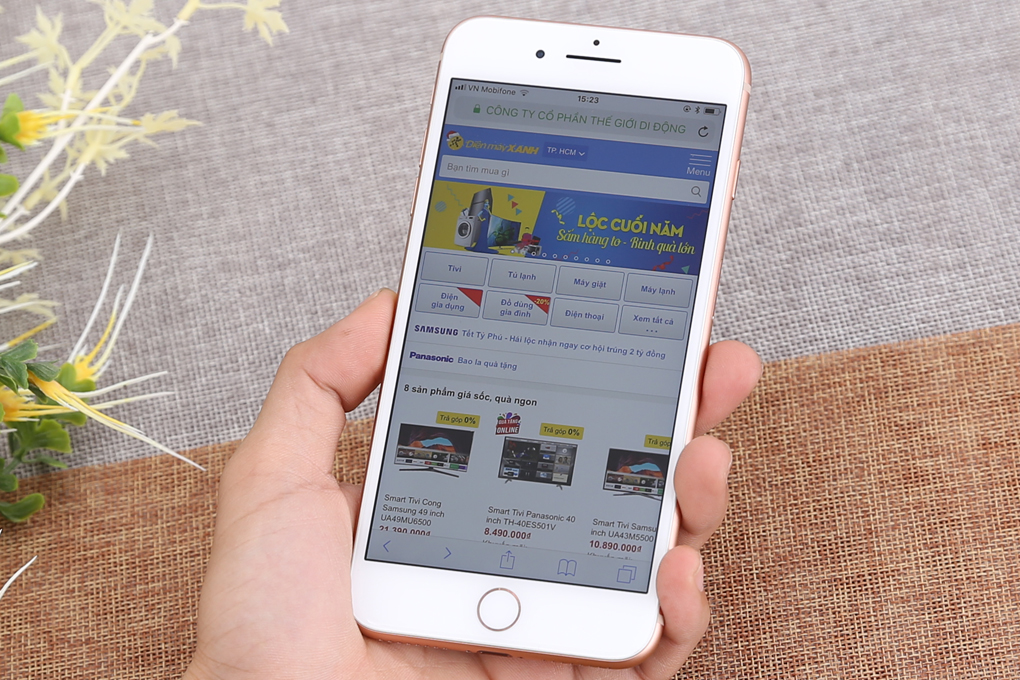 VN Mobifone
15:23
CÔNG TY CỔ PHẦN THẾ GIỚI DI ĐỘNG
Điện máy XANH
TP. HCM
Menu
Bạn tìm mua gì
LỘC CUỐI NĂM
Sắm hàng to - Rinh quà lớn
Tivi
Tủ lạnh
Máy giặt
Máy lạnh
Điện
gia dụng
Đồ dùng
gia đình
-20%
Điện thoại
Xem tất cả
...
SAMSUNG Tết Tỷ Phú - Hái lộc nhận ngay cơ hội trúng 2 tỷ đồng
Panasonic Bao la quà tặng
8 sản phẩm giá sốc, quà ngon
Trả góp 0%
QUÀ TẶNG
ONLINE
Trả góp 0%
Trả góp
Smart Tivi Cong
Samsung 49 inch
UA49MU6500
21.390.000₫
Smart Tivi Panasonic 40
inch TH-40ES501V
8.490.000₫
Smart Tivi Samsu
inch UA43M5500
10.890.000₫